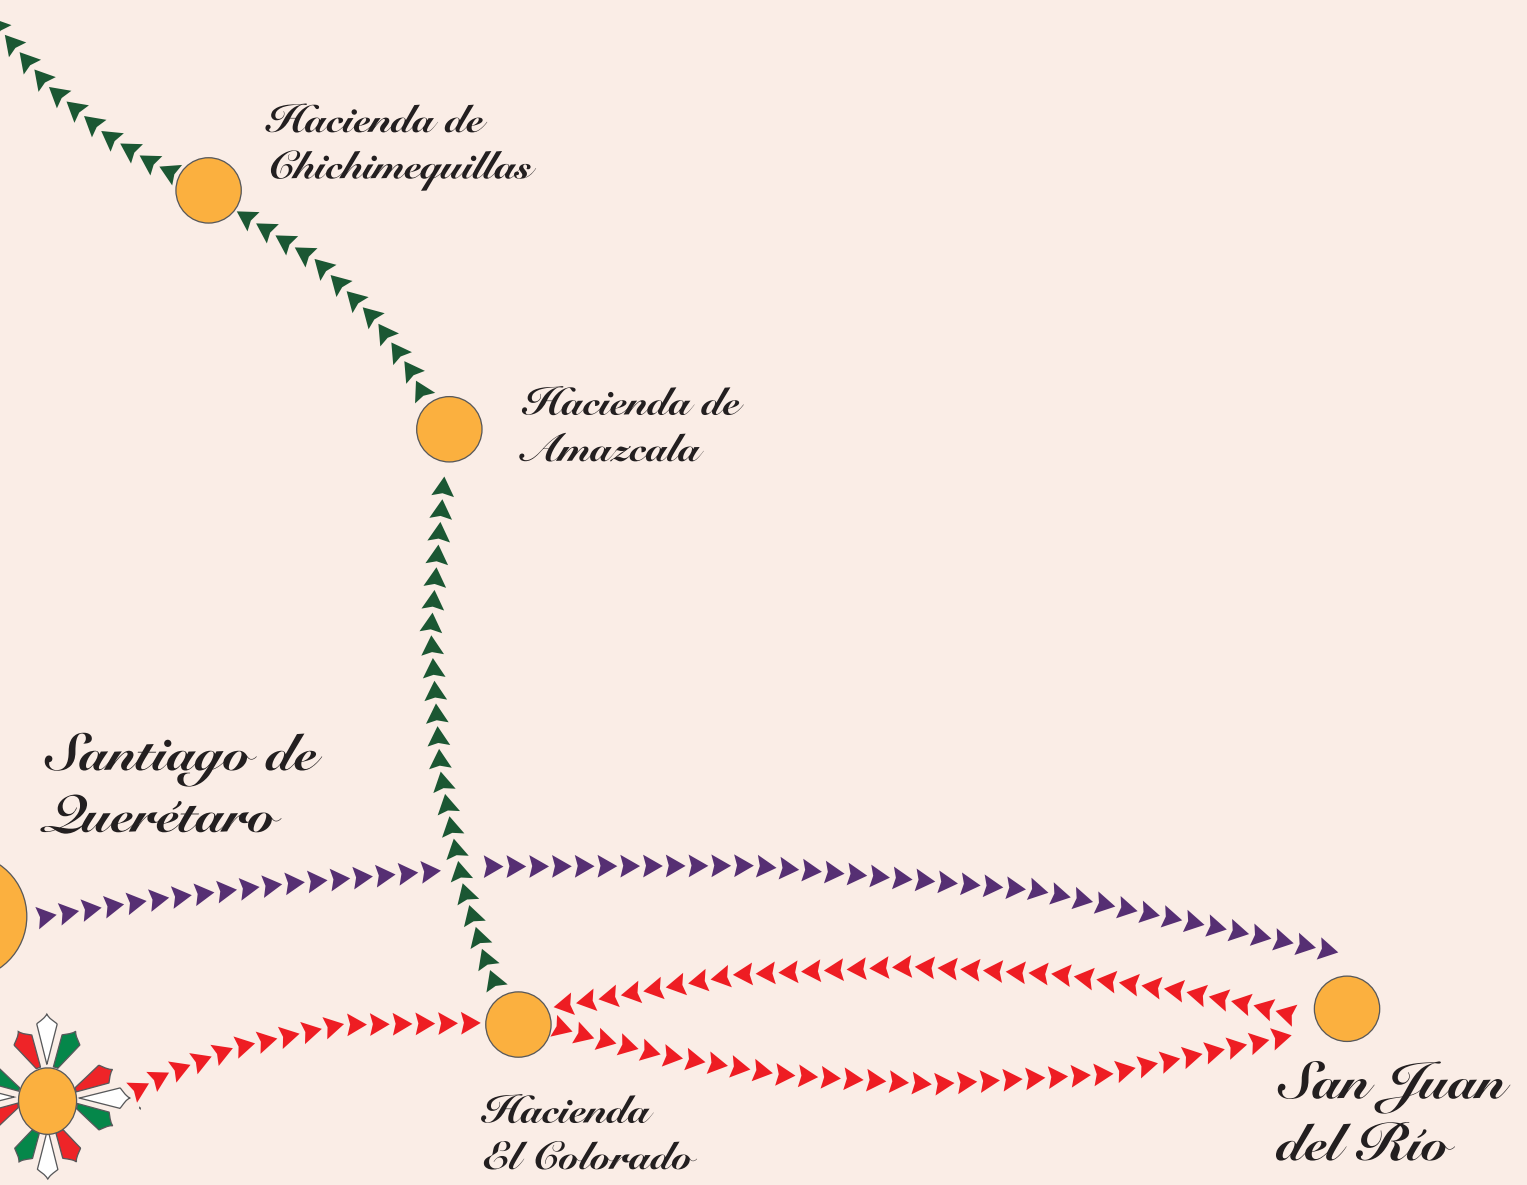 Hacienda de
Chichimequillas
Hacienda de
Amazcala
Santiago de
Querétaro
Hacienda
El Colorado
San Juan
del Río